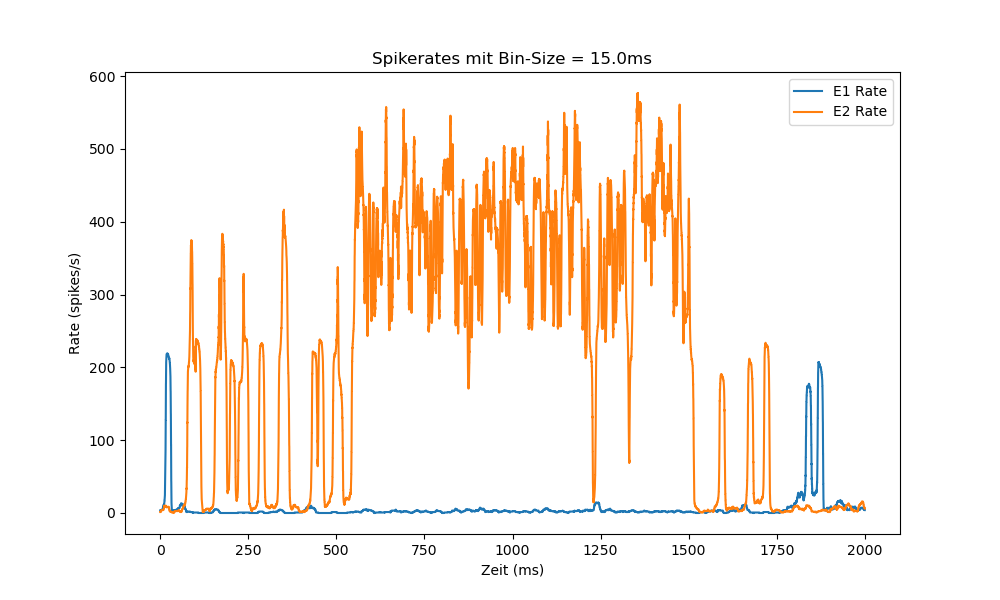 Spikerates mit Bin-Size = 15.0ms
600
500
400
300
200
100
0
Rate (spikes/s)
E1 Rate
E2 Rate
0 250 500 750 1000 1250 1500 1750 2000
Zeit (ms)